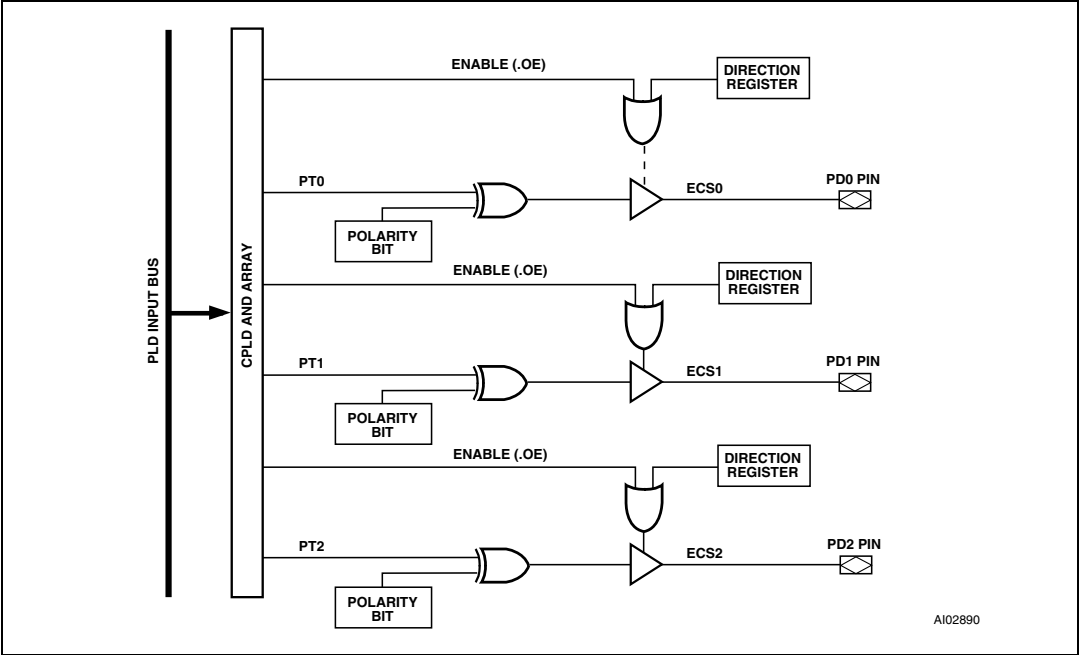 ENABLE (.OE)
DIRECTION
REGISTER
PT0
ECS0
PD0 PIN
POLARITY
BIT
ENABLE (.OE)
DIRECTION
REGISTER
PLD INPUT BUS
CPLD AND ARRAY
PT1
ECS1
PD1 PIN
POLARITY
BIT
ENABLE (.OE)
DIRECTION
REGISTER
PT2
ECS2
PD2 PIN
POLARITY
BIT
AI02890